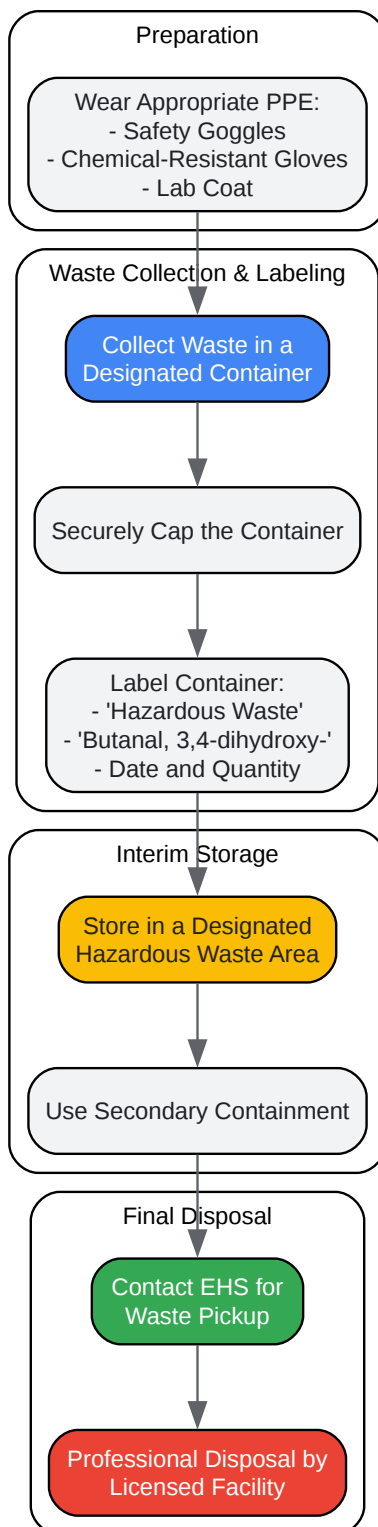 Preparation
Wear Appropriate PPE:
- Safety Goggles
- Chemical-Resistant Gloves
- Lab Coat
Waste Collection & Labeling
Collect Waste in a
Designated Container
Securely Cap the Container
Label Container:
- 'Hazardous Waste'
- 'Butanal, 3,4-dihydroxy-'
- Date and Quantity
Interim Storage
Store in a Designated
Hazardous Waste Area
Use Secondary Containment
Final Disposal
Contact EHS for
Waste Pickup
Professional Disposal by
Licensed Facility